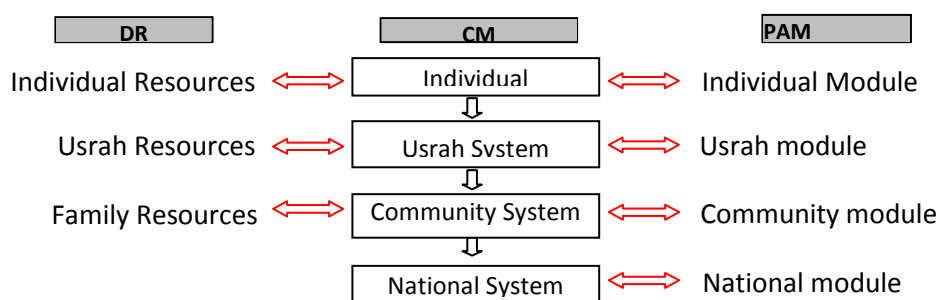 DR CM PAM
Individual Resources Individual Individual Module
Usrah Resources Usrah System Usrah module
Family Resources Community System Community module
National System National module